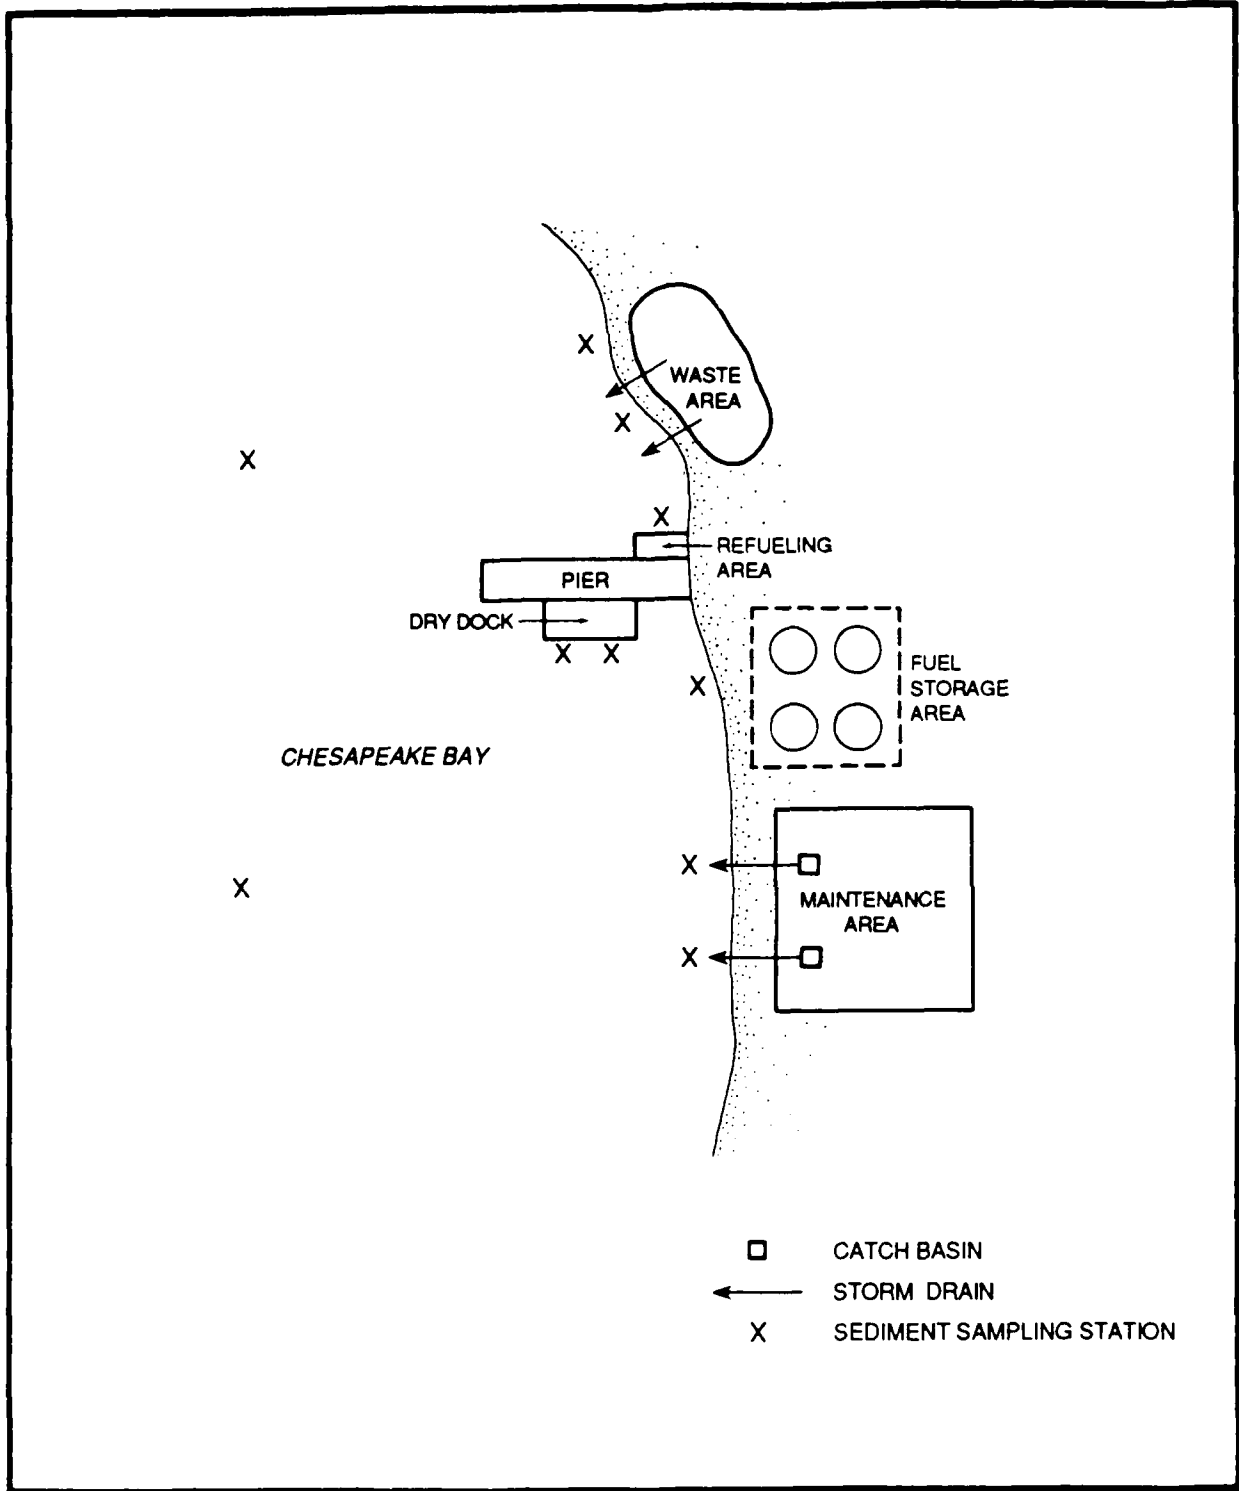 WASTE
AREA
REFUELING
AREA
PIER
DRY DOCK
FUEL
STORAGE
AREA
CHESAPEAKE BAY
MAINTENANCE
AREA
CATCH BASIN
STORM DRAIN
X SEDIMENT SAMPLING STATION